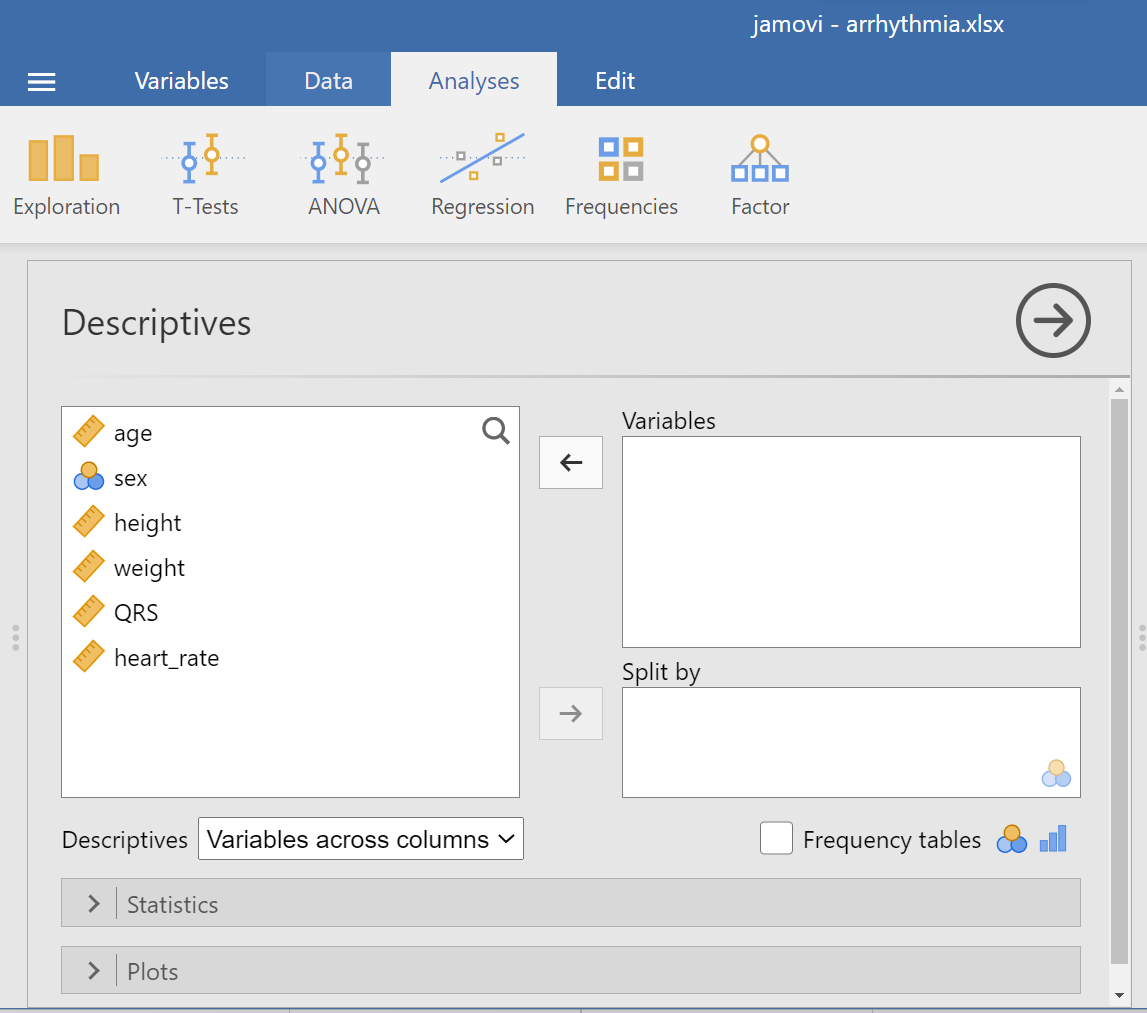 jamovi - arrhythmia.xlsx
Variables Data Analyses Edit
Exploration T-Tests ANOVA Regression Frequencies Factor
Descriptives
age
sex
height
weight
QRS
heart_rate
Variables
Split by
Descriptives Variables across columns
Frequency tables
Statistics
Plots